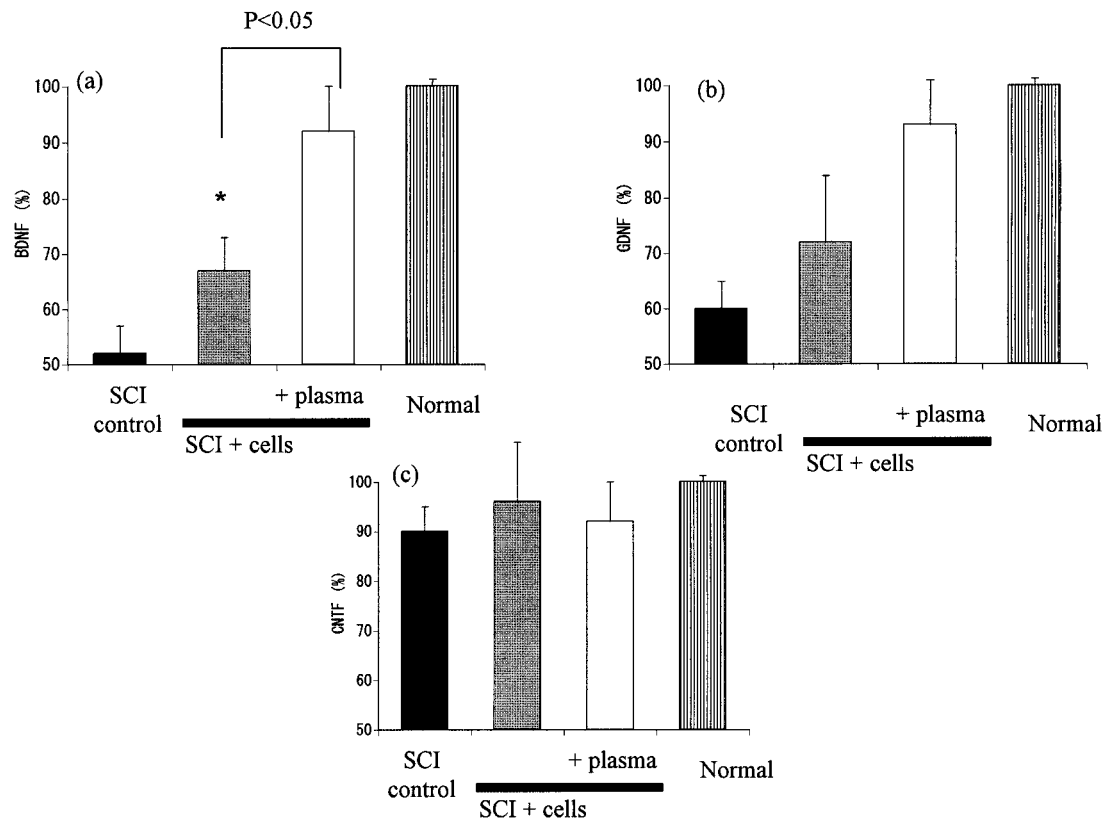 P<0.05
(a)
100
90
80
70
60
50
BDNF (%)
*
SCI
control
+ plasma
SCI + cells
Normal
(b)
100
90
80
70
60
50
GDNF (%)
SCI
control
+ plasma
SCI + cells
Normal
(c)
100
90
80
70
60
50
CNTF (%)
SCI
control
+ plasma
SCI + cells
Normal